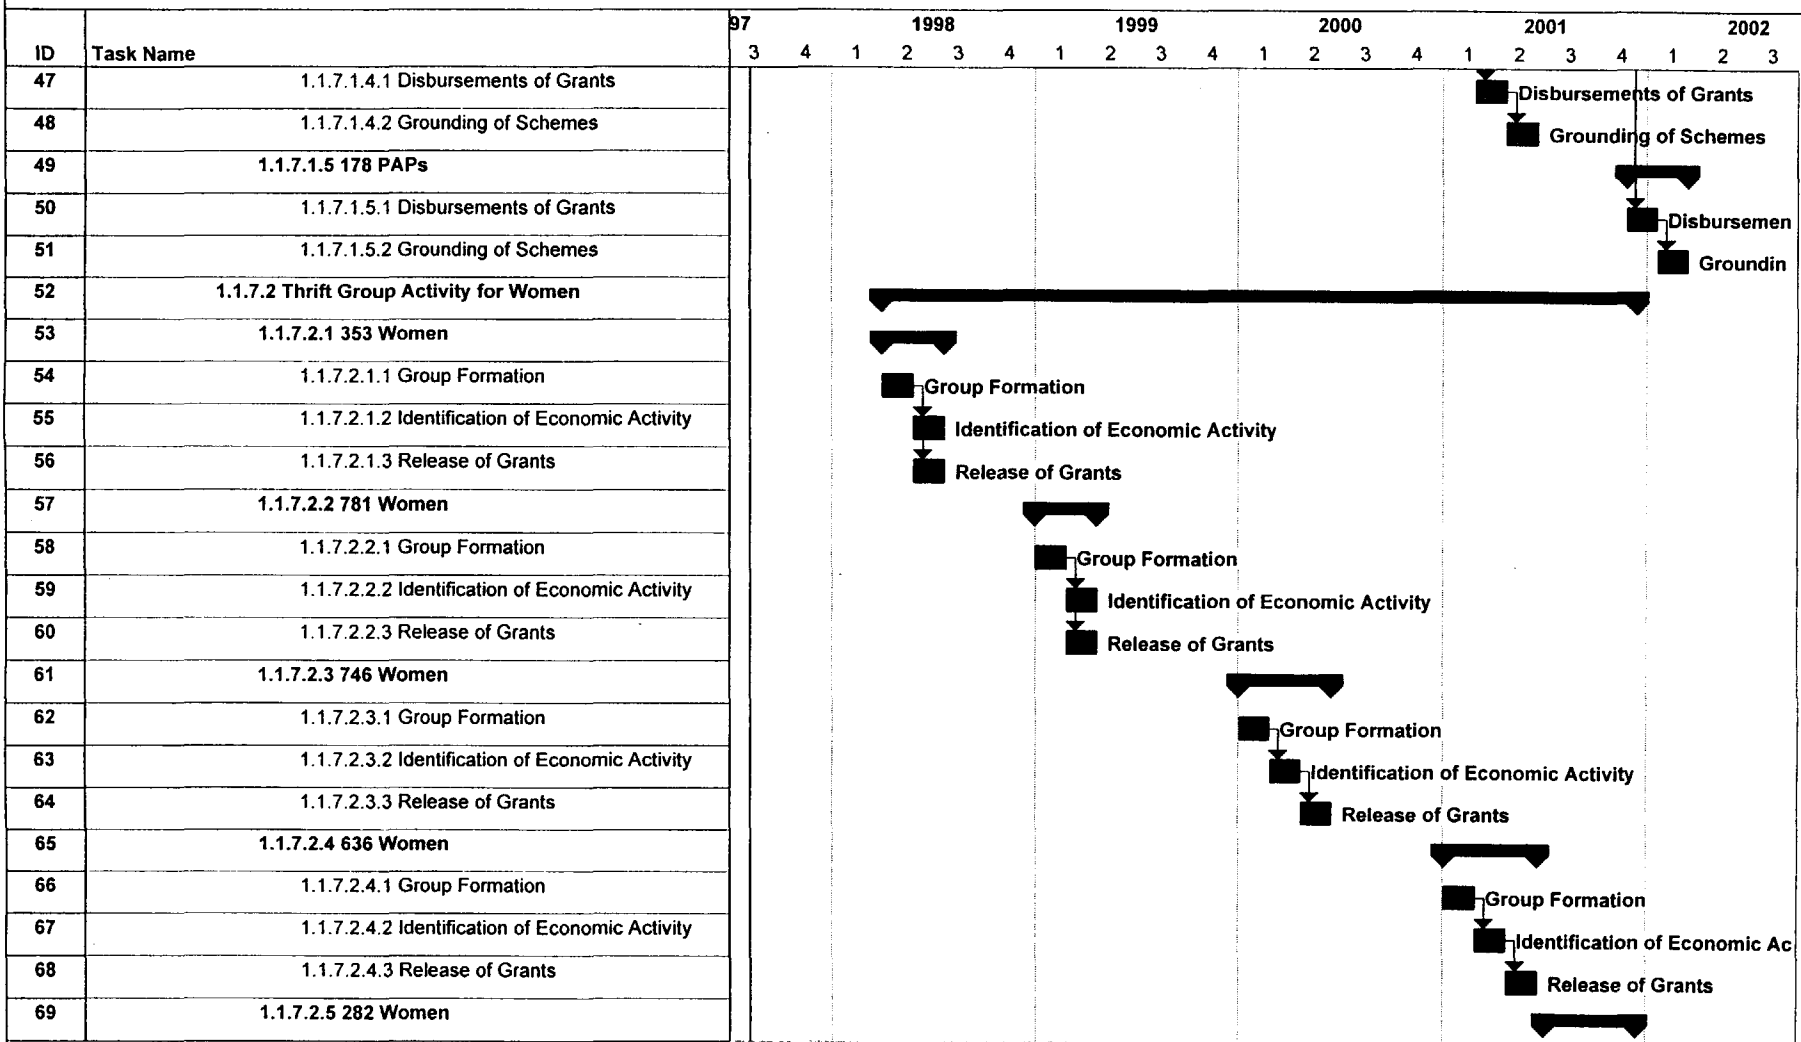 97 1998 1999 2000 2001 2002
ID Task Name 3 4 1 2 3 4 1 2 3 4 1 2 3 4 1 2 3 4 1 2 3
47 1.1.7.1.4.1 Disbursements of Grants Disbursements of Grants
48 1.1.7.1.4.2 Grounding of Schemes Grounding of Schemes
49 1.1.7.1.5 178 PAPs
50 1.1.7.1.5.1 Disbursements of Grants Disbursemen
51 1.1.7.1.5.2 Grounding of Schemes Groundin
52 1.1.7.2 Thrift Group Activity for Women
53 1.1.7.2.1 353 Women
54 1.1.7.2.1.1 Group Formation Group Formation
55 1.1.7.2.1.2 Identification of Economic Activity Identification of Economic Activity
56 1.1.7.2.1.3 Release of Grants Release of Grants
57 1.1.7.2.2 781 Women
58 1.1.7.2.2.1 Group Formation Group Formation
59 1.1.7.2.2.2 Identification of Economic Activity Identification of Economic Activity
60 1.1.7.2.2.3 Release of Grants Release of Grants
61 1.1.7.2.3 746 Women
62 1.1.7.2.3.1 Group Formation Group Formation
63 1.1.7.2.3.2 Identification of Economic Activity Identification of Economic Activity
64 1.1.7.2.3.3 Release of Grants Release of Grants
65 1.1.7.2.4 636 Women
66 1.1.7.2.4.1 Group Formation Group Formation
67 1.1.7.2.4.2 Identification of Economic Activity Identification of Economic Ac
68 1.1.7.2.4.3 Release of Grants Release of Grants
69 1.1.7.2.5 282 Women